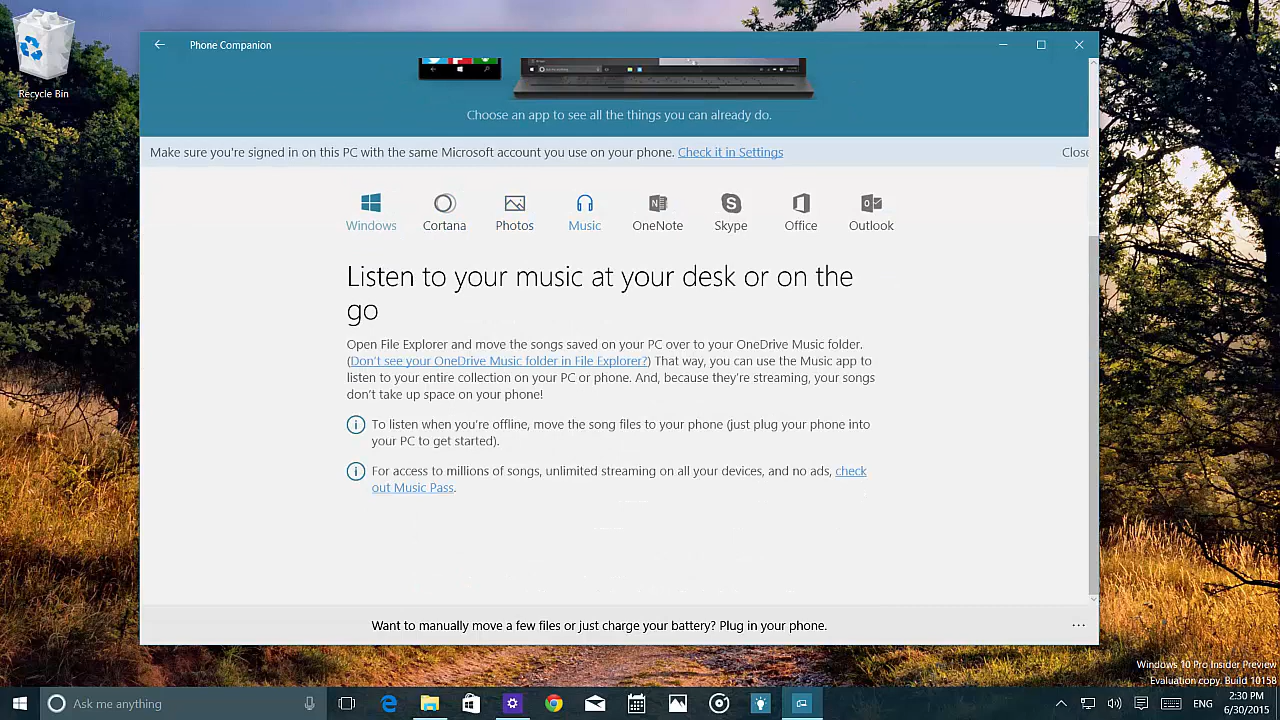 Recycle Bin
Phone Companion
Choose an app to see all the things you can already do.
Make sure you're signed in on this PC with the same Microsoft account you use on your phone. Check it in Settings
Close
Windows
Cortana
Photos
Music
OneNote
Skype
Office
Outlook
Listen to your music at your desk or on the
go
Open File Explorer and move the songs saved on your PC over to your OneDrive Music folder.
(Don't see your OneDrive Music folder in File Explorer?) That way, you can use the Music app to
listen to your entire collection on your PC or phone. And, because they're streaming, your songs
don't take up space on your phone!
To listen when you're offline, move the song files to your phone (just plug your phone into
your PC to get started).
For access to millions of songs, unlimited streaming on all your devices, and no ads, check
out Music Pass.
Want to manually move a few files or just charge your battery? Plug in your phone.
Windows 10 Pro Insider Preview
Evaluation copy. Build 10158
Ask me anything
ENG
2:30 PM
6/30/2015